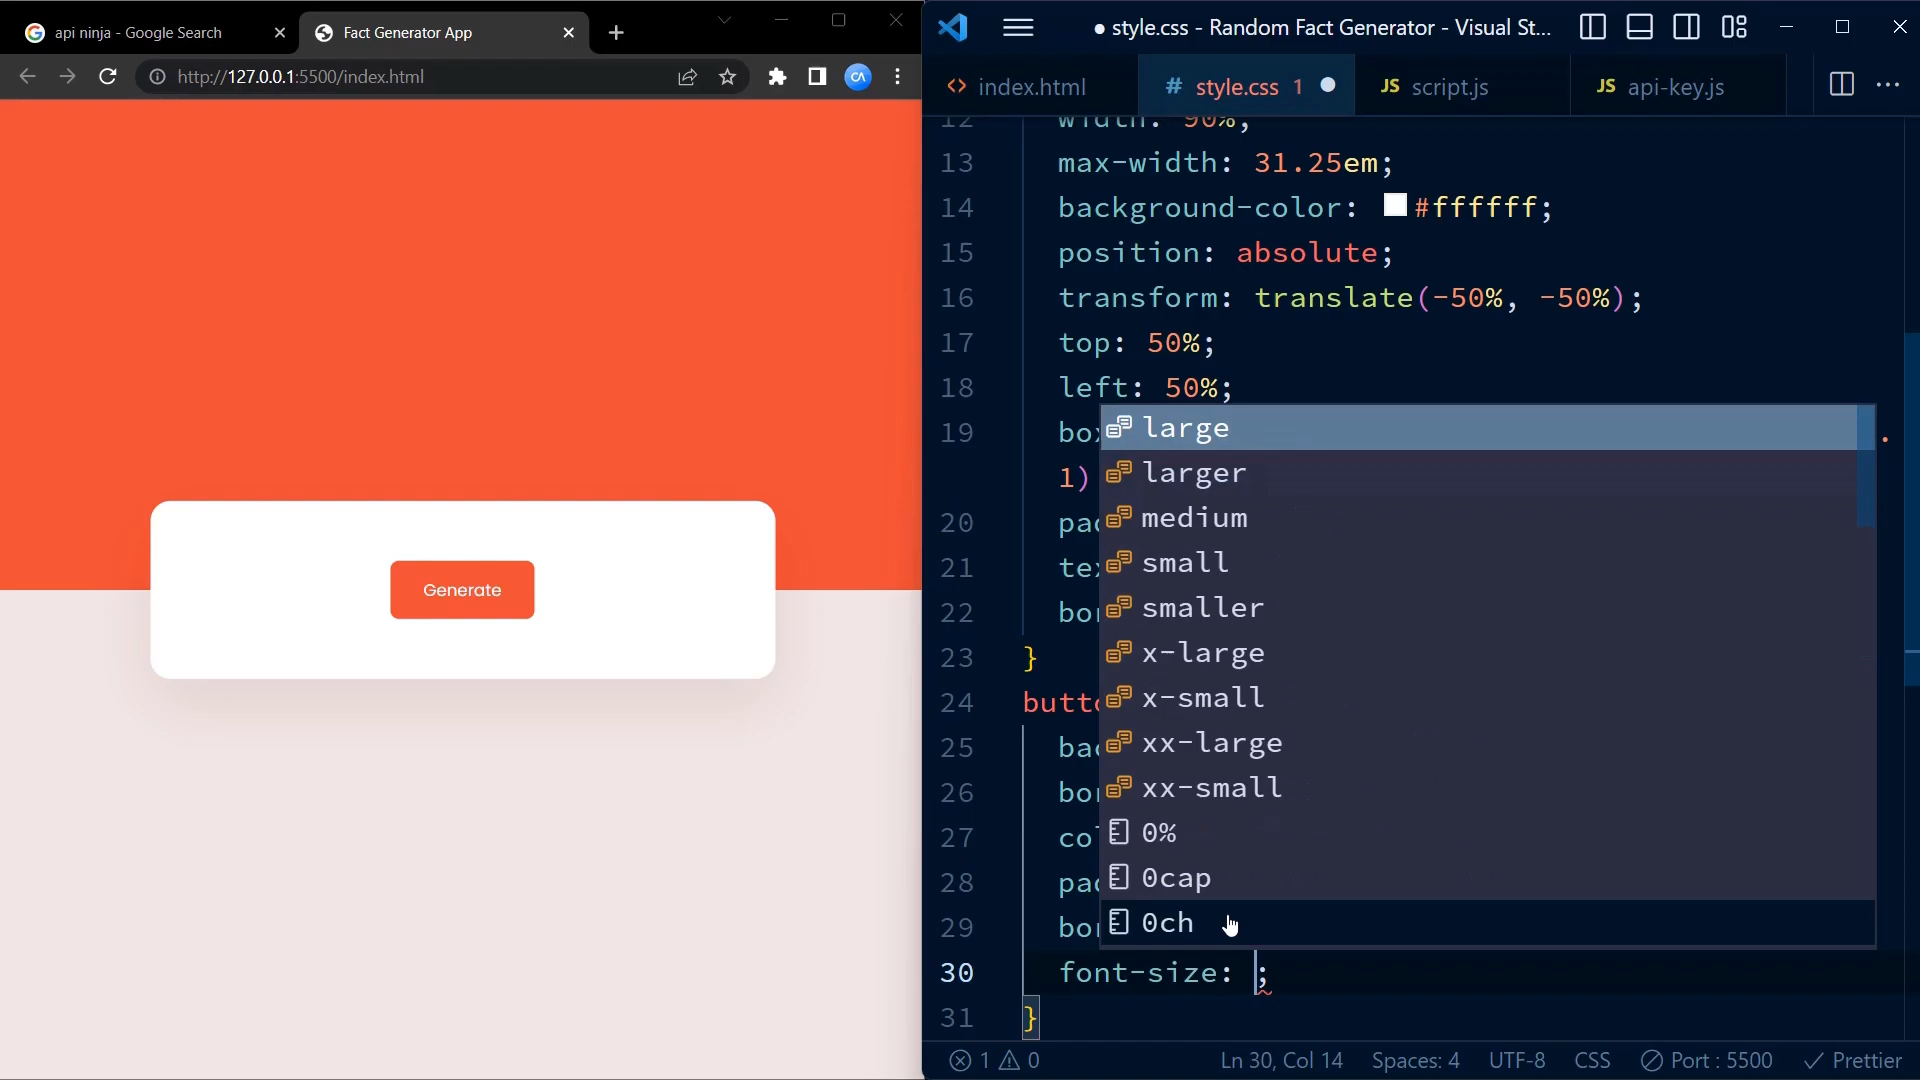 api ninja - Google Search
Fact Generator App
http://127.0.0.1:5500/index.html
CA
Generate
● style.css - Random Fact Generator - Visual St...
<> index.html
# style.css 1 ●
JS script.js
JS api-key.js
12 width: 90%;
13 max-width: 31.25em;
14 background-color: #ffffff;
15 position: absolute;
16 transform: translate(-50%, -50%);
17 top: 50%;
18 left: 50%;
19
1)
20
21
22
23 }
24
25
26
27
28
29
30 font-size: ;
31 }
large
larger
medium
small
smaller
x-large
x-small
xx-large
xx-small
0%
0cap
0ch
1 0
Ln 30, Col 14
Spaces: 4
UTF-8
CSS
Port : 5500
Prettier